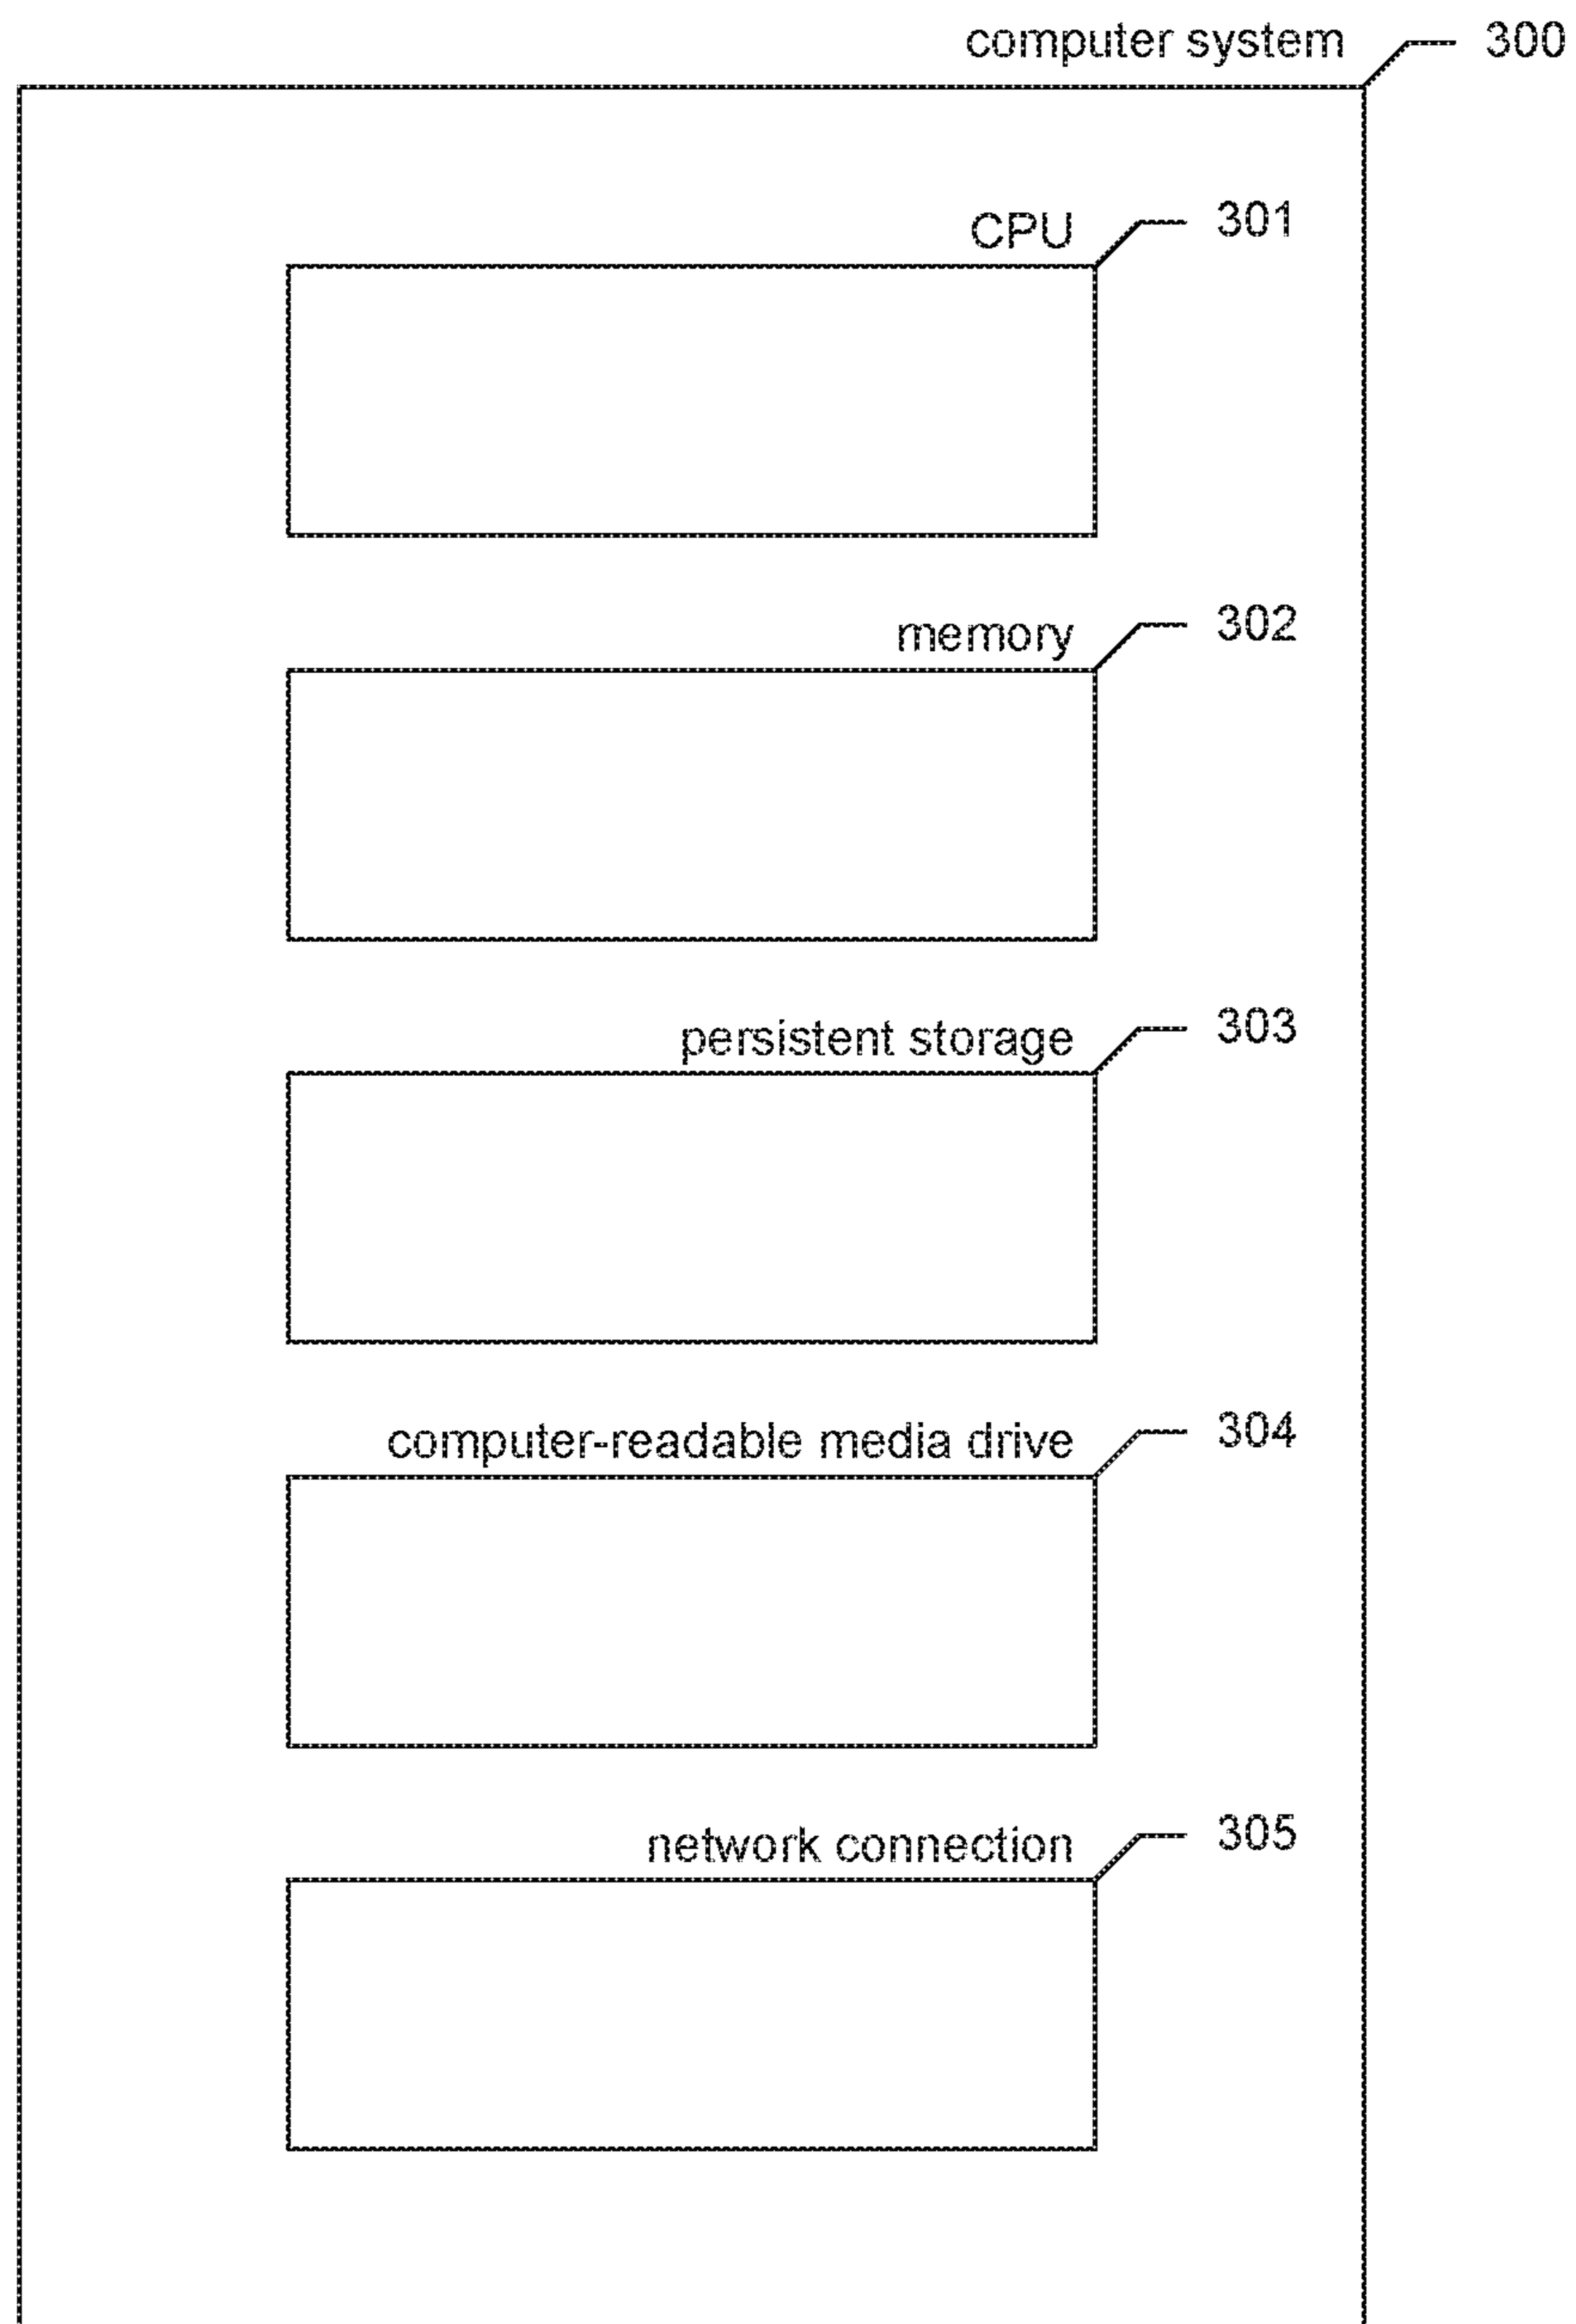 computer system 300
CPU 301
memory 302
persistent storage 303
computer-readable media drive 304
network connection 305